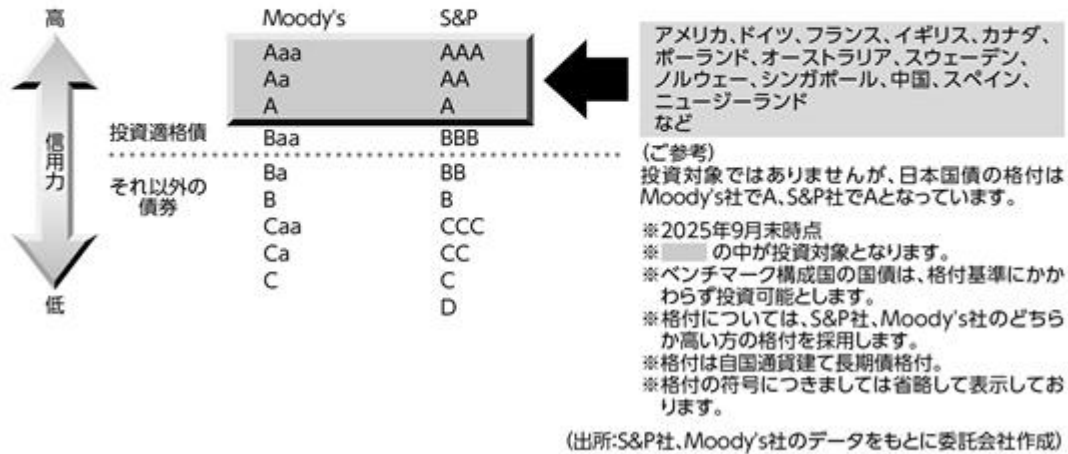 高
Moody's S&P
Aaa AAA
Aa AA
A A
投資適格債 Baa BBB
それ以外の
債券
Ba BB
B B
Caa CCC
Ca CC
C C
D
信用力
低
アメリカ、ドイツ、フランス、イギリス、カナダ、
ポーランド、オーストラリア、スウェーデン、
ノルウェー、シンガポール、中国、スペイン、
ニュージーランド
など
(ご参考)
投資対象ではありませんが、日本国債の格付は
Moody's社でA、S&P社でAとなっています。
※2025年9月末時点
※ の中が投資対象となります。
※ベンチマーク構成国の国債は、格付基準にかか
わらず投資可能とします。
※格付については、S&P社、Moody's社のどちら
か高い方の格付を採用します。
※格付は自国通貨建て長期債格付。
※格付の符号につきましては省略して表示してお
ります。
(出所:S&P社、Moody's社のデータをもとに委託会社作成)